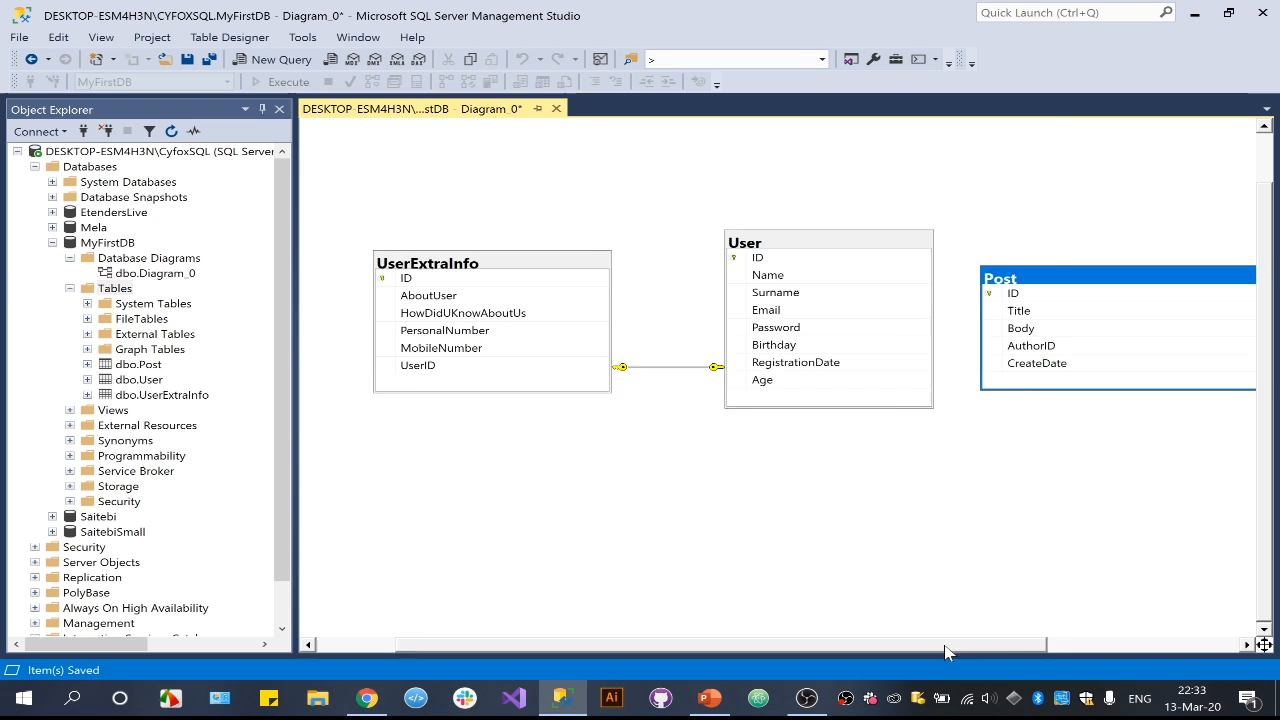 DESKTOP-ESM4H3N\CyfoxSQL.MyFirstDB - Diagram_0* - Microsoft SQL Server Management Studio
Quick Launch (Ctrl+Q)
File Edit View Project Table Designer Tools Window Help
New Query
MDX DMX XMLA DAX
>
MyFirstDB
Execute
Object Explorer
DESKTOP-ESM4H3N\...stDB - Diagram_0*
Connect
DESKTOP-ESM4H3N\CyfoxSQL (SQL Server
Databases
System Databases
Database Snapshots
EtendersLive
Mela
MyFirstDB
Database Diagrams
dbo.Diagram_0
Tables
System Tables
FileTables
External Tables
Graph Tables
dbo.Post
dbo.User
dbo.UserExtraInfo
Views
External Resources
Synonyms
Programmability
Service Broker
Storage
Security
Saitebi
SaitebiSmall
Security
Server Objects
Replication
PolyBase
Always On High Availability
Management
UserExtraInfo
ID
AboutUser
HowDidUKnowAboutUs
PersonalNumber
MobileNumber
UserID
User
ID
Name
Surname
Email
Password
Birthday
RegistrationDate
Age
Post
ID
Title
Body
AuthorID
CreateDate
Item(s) Saved
Ai
ENG
22:33
13-Mar-20
1